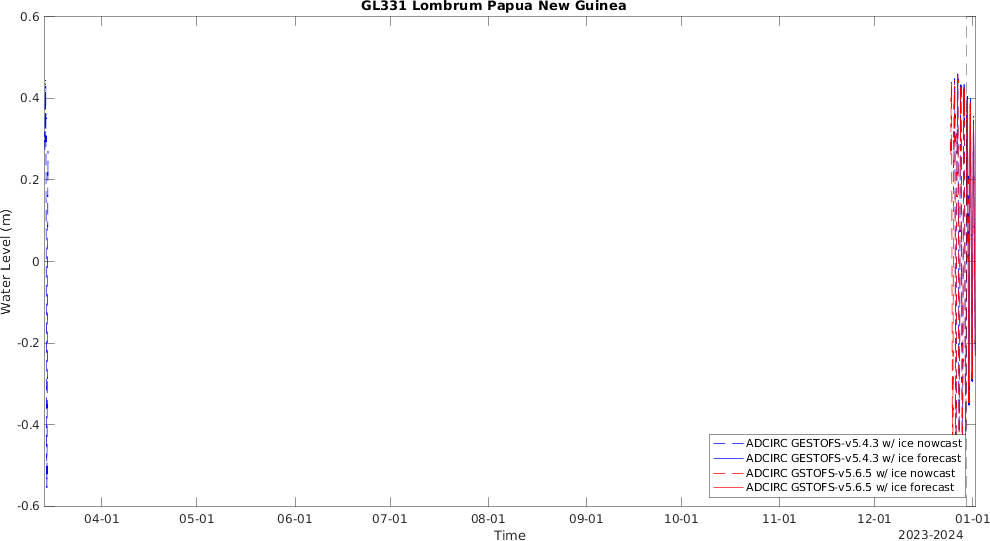 GL331 Lombrum Papua New Guinea
0.6
0.4
0.2
0
-0.2
-0.4
-0.6
Water Level (m)
ADCIRC GESTOFS-v5.4.3 w/ ice nowcast
ADCIRC GESTOFS-v5.4.3 w/ ice forecast
ADCIRC GSTOFS-v5.6.5 w/ ice nowcast
ADCIRC GSTOFS-v5.6.5 w/ ice forecast
04-01 05-01 06-01 07-01 08-01 09-01 10-01 11-01 12-01 01-01
Time
2023-2024